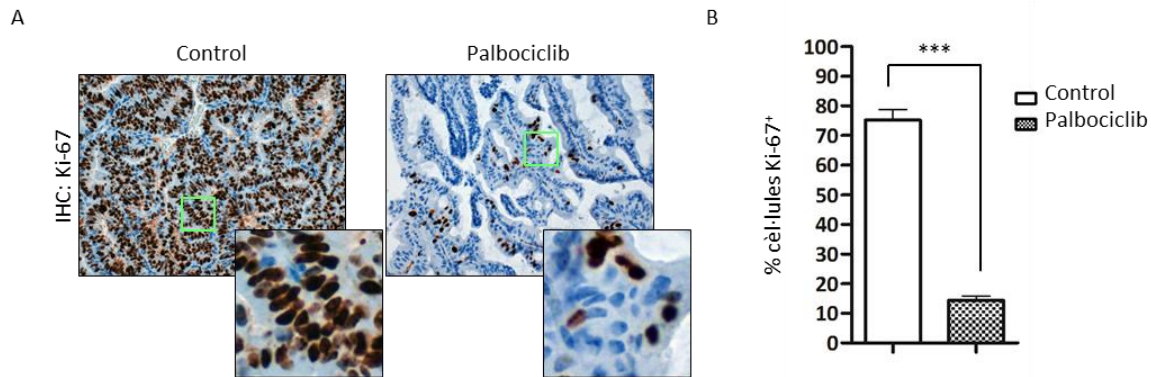 A
Control
Palbociclib
IHC: Ki-67
B
% cèl·lules Ki-67⁺
100
90
80
70
60
50
40
30
20
10
0
***
Control
Palbociclib